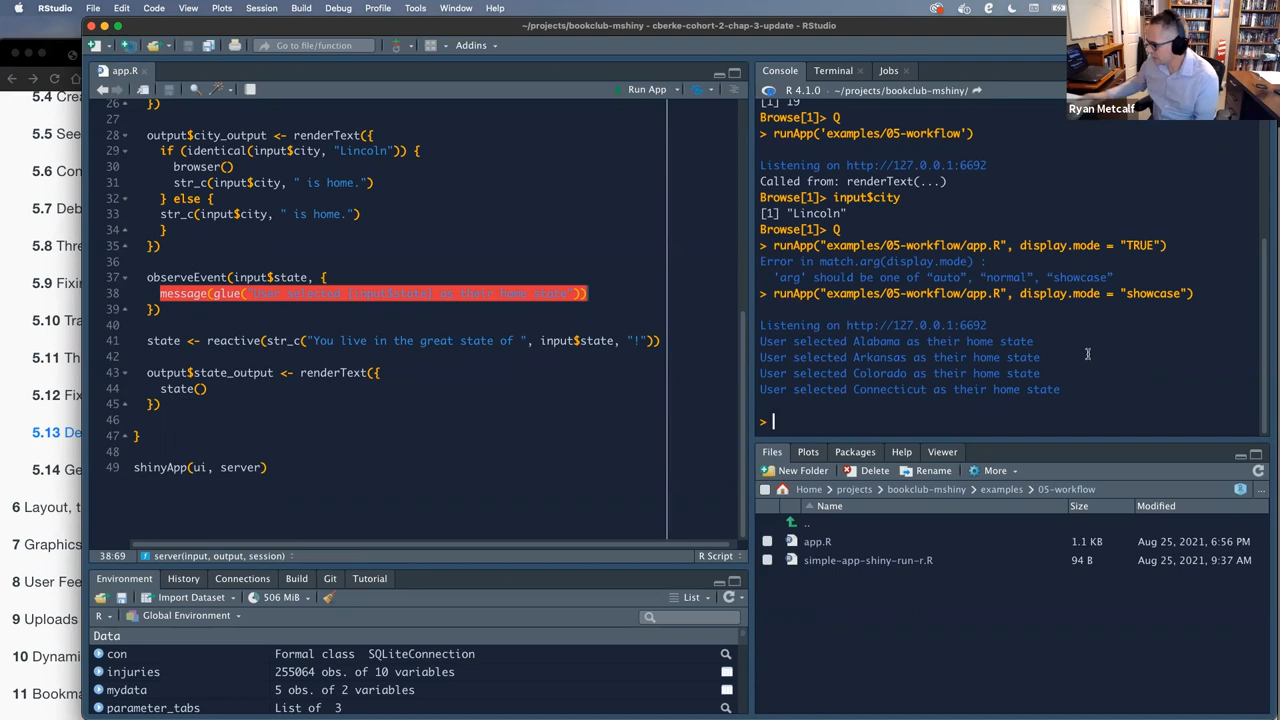 RStudio File Edit Code View Plots Session Build Debug Profile Tools Window Help
~/projects/bookclub-mshiny - cberke-cohort-2-chap-3-update - RStudio
Go to file/function
Addins
app.R
Run App
26 })
27
28 output$city_output <- renderText({
29 if (identical(input$city, "Lincoln")) {
30 browser()
31 str_c(input$city, " is home.")
32 } else {
33 str_c(input$city, " is home.")
34 }
35 })
36
37 observeEvent(input$state, {
38 message(glue("User selected {input$state} as their home state"))
39 })
40
41 state <- reactive(str_c("You live in the great state of ", input$state, "!"))
42
43 output$state_output <- renderText({
44 state()
45 })
46
47 }
48
49 shinyApp(ui, server)
38:69 server(input, output, session) R Script
Environment History Connections Build Git Tutorial
Import Dataset 506 MiB List
R Global Environment
Data
con Formal class SQLiteConnection
injuries 255064 obs. of 10 variables
mydata 5 obs. of 2 variables
parameter_tabs List of 3
Console Terminal Jobs
R 4.1.0 ~/projects/bookclub-mshiny/
[1] 19
Browse[1]> Q
> runApp('examples/05-workflow')
Listening on http://127.0.0.1:6692
Called from: renderText(...)
Browse[1]> input$city
[1] "Lincoln"
Browse[1]> Q
> runApp("examples/05-workflow/app.R", display.mode = "TRUE")
Error in match.arg(display.mode) :
'arg' should be one of “auto”, “normal”, “showcase”
> runApp("examples/05-workflow/app.R", display.mode = "showcase")
Listening on http://127.0.0.1:6692
User selected Alabama as their home state
User selected Arkansas as their home state
User selected Colorado as their home state
User selected Connecticut as their home state
>
Files Plots Packages Help Viewer
New Folder Delete Rename More
Home projects bookclub-mshiny examples 05-workflow
Name Size Modified
..
app.R 1.1 KB Aug 25, 2021, 6:56 PM
simple-app-shiny-run-r.R 94 B Aug 25, 2021, 9:37 AM
Ryan Metcalf
5.4 Cre
5.5 See
5.6 Con
5.7 Deb
5.8 Thre
5.9 Fixi
5.10 Tra
5.11 Th
5.12 Fix
5.13 De
5.14 Ge
6 Layout, t
7 Graphics
8 User Fee
9 Uploads
10 Dynami
11 Bookma